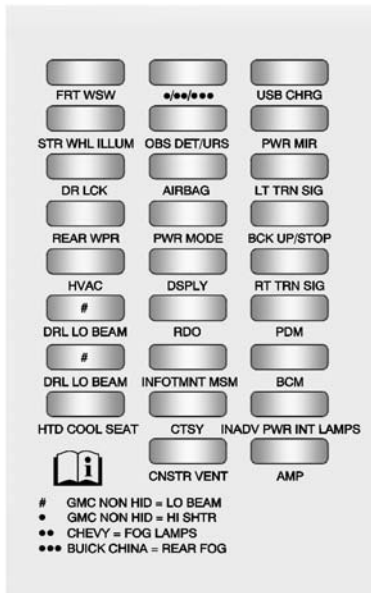 FRT WSW ●/●●/●●● USB CHRG
STR WHL ILLUM OBS DET/URS PWR MIR
DR LCK AIRBAG LT TRN SIG
REAR WPR PWR MODE BCK UP/STOP
HVAC DSPLY RT TRN SIG
#
DRL LO BEAM RDO PDM
#
DRL LO BEAM INFOTMNT MSM BCM
HTD COOL SEAT CTSY INADV PWR INT LAMPS
i
CNSTR VENT AMP
# GMC NON HID = LO BEAM
● GMC NON HID = HI SHTR
●● CHEVY = FOG LAMPS
●●● BUICK CHINA = REAR FOG